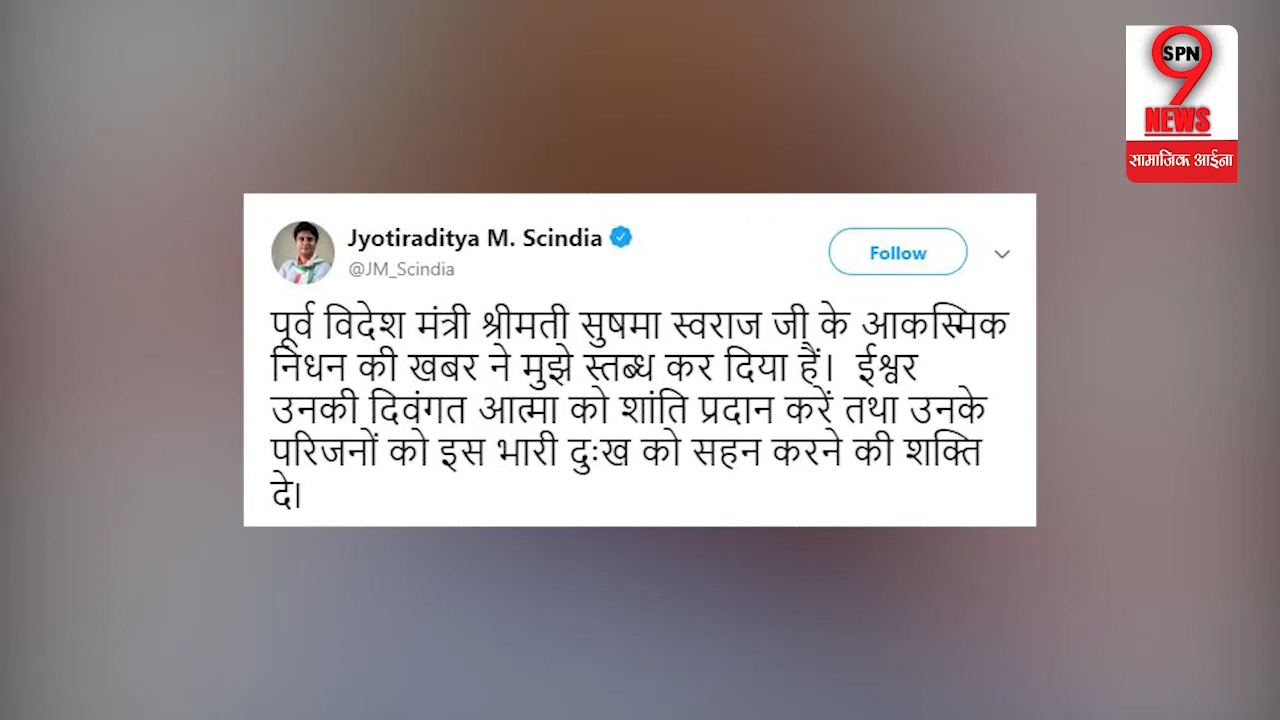 SPN
9
NEWS
सामाजिक आईना
Jyotiraditya M. Scindia
@JM_Scindia
Follow
पूर्व विदेश मंत्री श्रीमती सुषमा स्वराज जी के आकस्मिक
निधन की खबर ने मुझे स्तब्ध कर दिया हैं। ईश्वर
उनकी दिवंगत आत्मा को शांति प्रदान करें तथा उनके
परिजनों को इस भारी दुःख को सहन करने की शक्ति
दे।